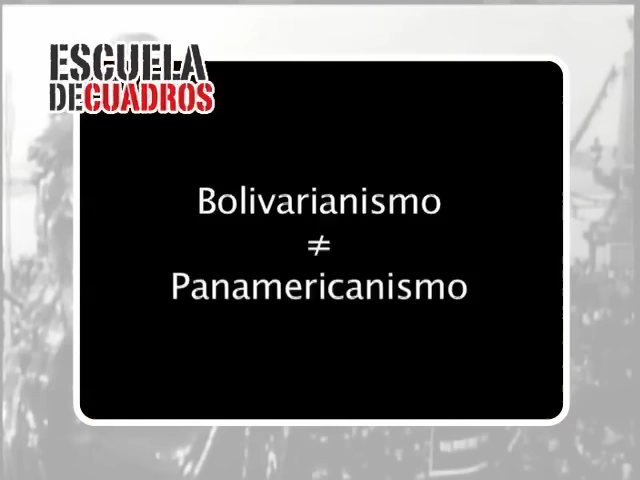 ESCUELA
DECUADROS
Bolivarianismo
≠
Panamericanismo